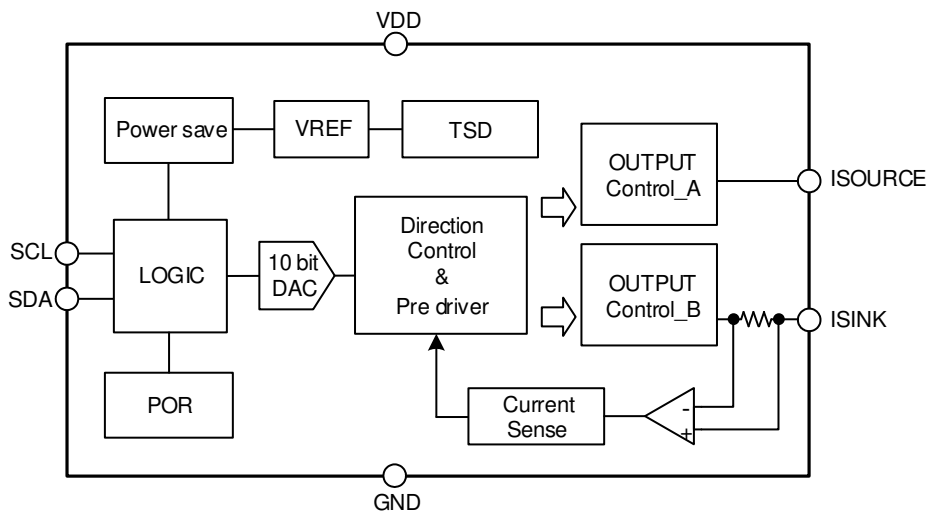 VDD
Power save
VREF
TSD
OUTPUT
Control_A
ISOURCE
SCL
SDA
LOGIC
10 bit
DAC
Direction
Control
&
Pre driver
OUTPUT
Control_B
ISINK
POR
Current
Sense
-
+
GND